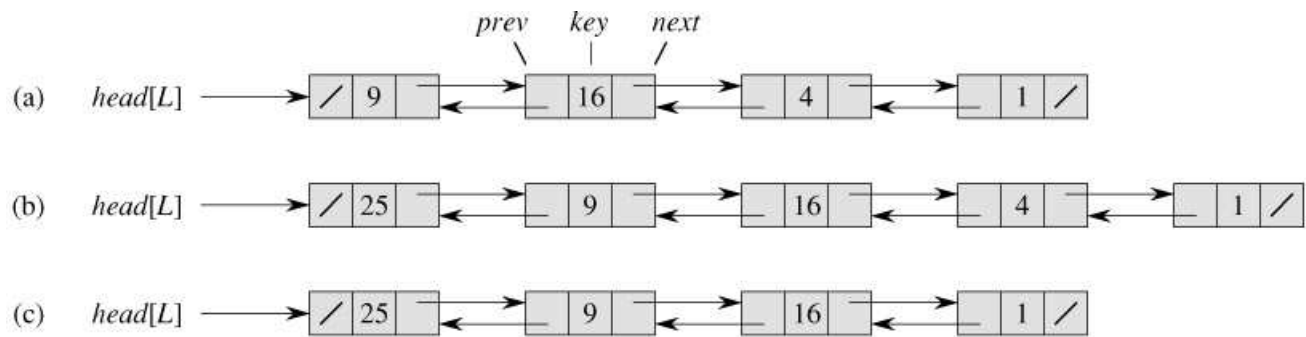 prev key next
(a) head[L] / 9 16 4 1 /
(b) head[L] / 25 9 16 4 1 /
(c) head[L] / 25 9 16 1 /